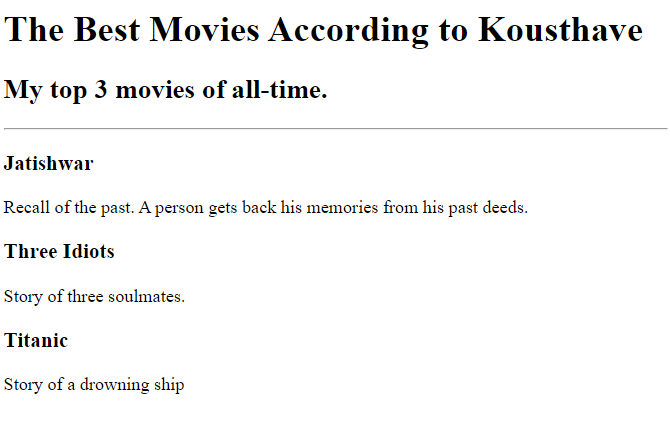 The Best Movies According to Kousthave
My top 3 movies of all-time.
Jatishwar
Recall of the past. A person gets back his memories from his past deeds.
Three Idiots
Story of three soulmates.
Titanic
Story of a drowning ship